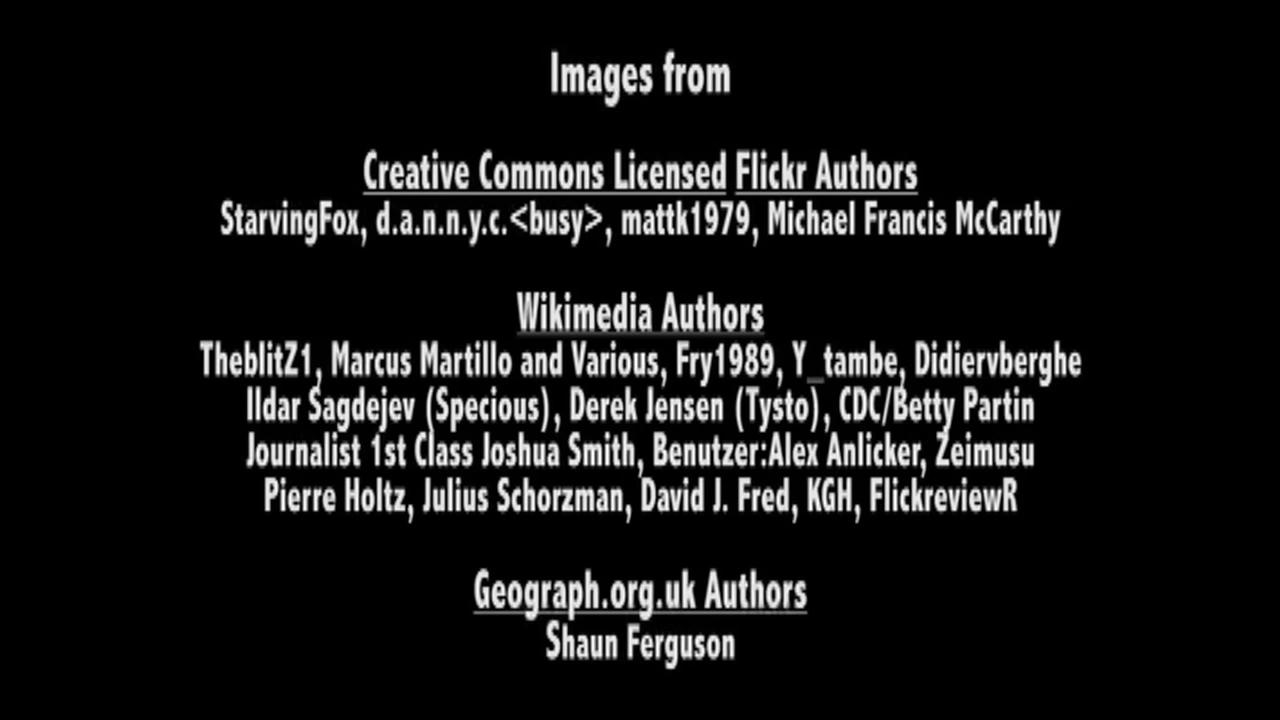 Images from
Creative Commons Licensed Flickr Authors
StarvingFox, d.a.n.n.y.c.<busy>, mattk1979, Michael Francis McCarthy
Wikimedia Authors
TheblitZ1, Marcus Martillo and Various, Fry1989, Y_tambe, Didiervberghe
Ildar Sagdejev (Specious), Derek Jensen (Tysto), CDC/Betty Partin
Journalist 1st Class Joshua Smith, Benutzer:Alex Anlicker, Zeimusu
Pierre Holtz, Julius Schorzman, David J. Fred, KGH, FlickreviewR
Geograph.org.uk Authors
Shaun Ferguson